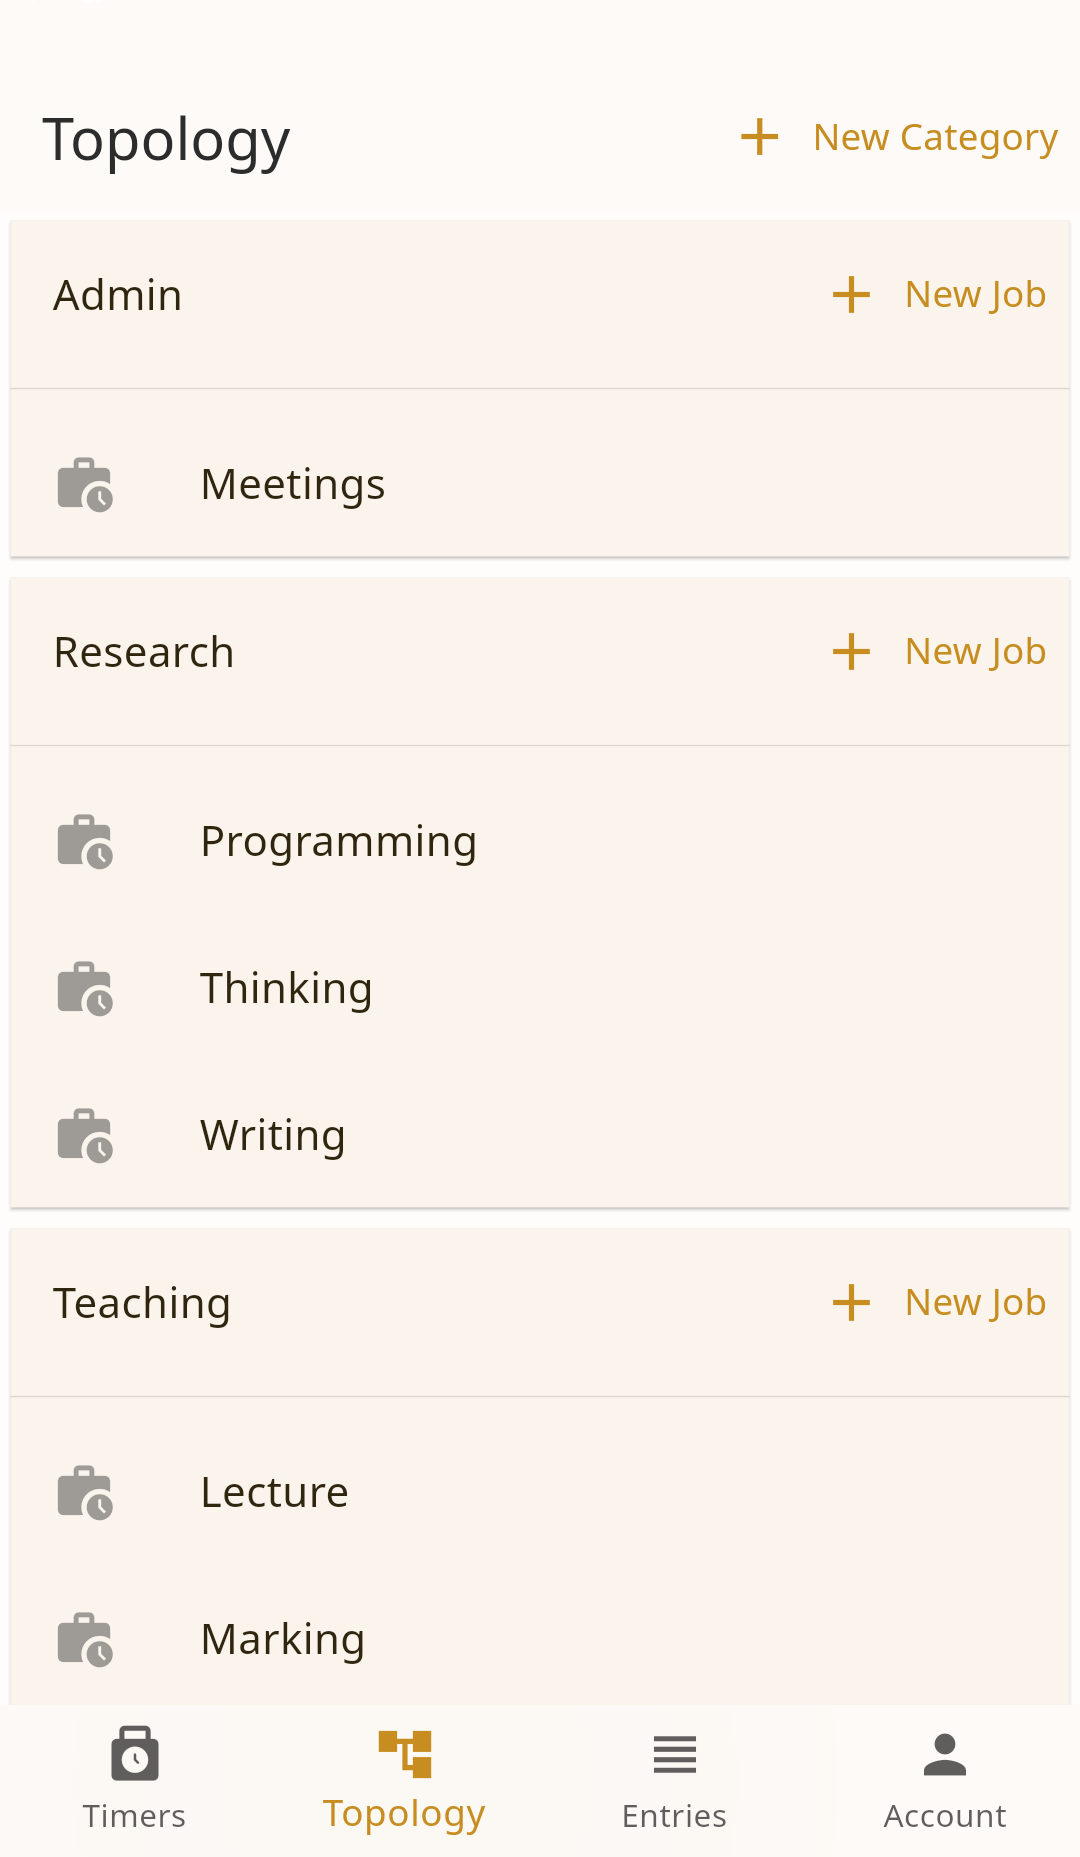 Topology
New Category
Admin
New Job
Meetings
Research
New Job
Programming
Thinking
Writing
Teaching
New Job
Lecture
Marking
Timers
Topology
Entries
Account